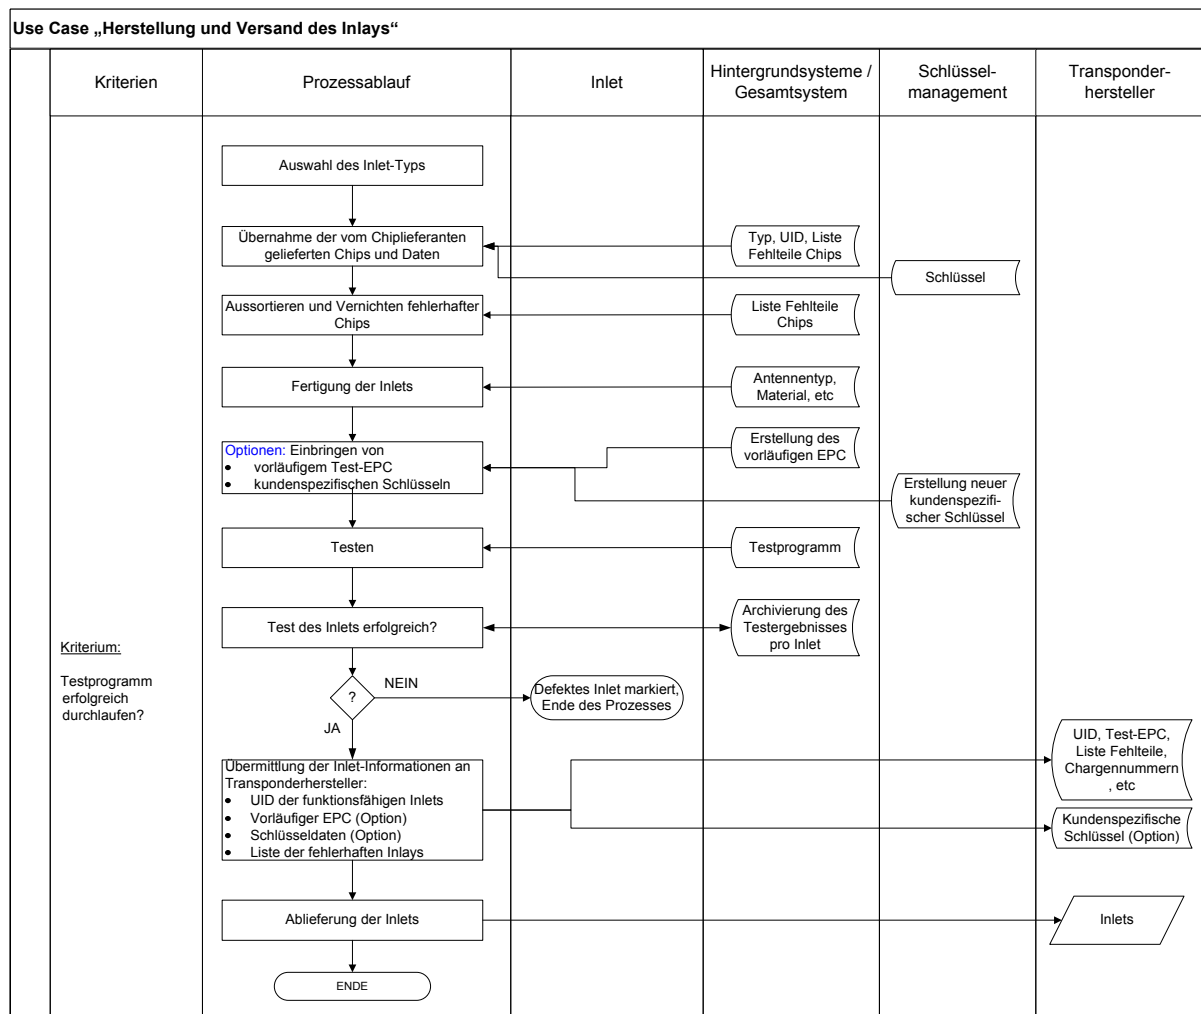 Use Case „Herstellung und Versand des Inlays“
Kriterien
Prozessablauf
Inlet
Hintergrundsysteme /
Gesamtsystem
Schlüssel-
management
Transponder-
hersteller
Auswahl des Inlet-Typs
Übernahme der vom Chiplieferanten
gelieferten Chips und Daten
Typ, UID, Liste
Fehlteile Chips
Schlüssel
Aussortieren und Vernichten fehlerhafter
Chips
Liste Fehlteile
Chips
Fertigung der Inlets
Antennentyp,
Material, etc
Optionen: Einbringen von
• vorläufigem Test-EPC
• kundenspezifischen Schlüsseln
Erstellung des
vorläufigen EPC
Erstellung neuer
kundenspezifi-
scher Schlüssel
Testen
Testprogramm
Test des Inlets erfolgreich?
Archivierung des
Testergebnisses
pro Inlet
Kriterium:
Testprogramm
erfolgreich
durchlaufen?
?
NEIN
JA
Defektes Inlet markiert,
Ende des Prozesses
Übermittlung der Inlet-Informationen an
Transponderhersteller:
• UID der funktionsfähigen Inlets
• Vorläufiger EPC (Option)
• Schlüsseldaten (Option)
• Liste der fehlerhaften Inlays
UID, Test-EPC,
Liste Fehlteile,
Chargennummern
, etc
Kundenspezifische
Schlüssel (Option)
Ablieferung der Inlets
Inlets
ENDE